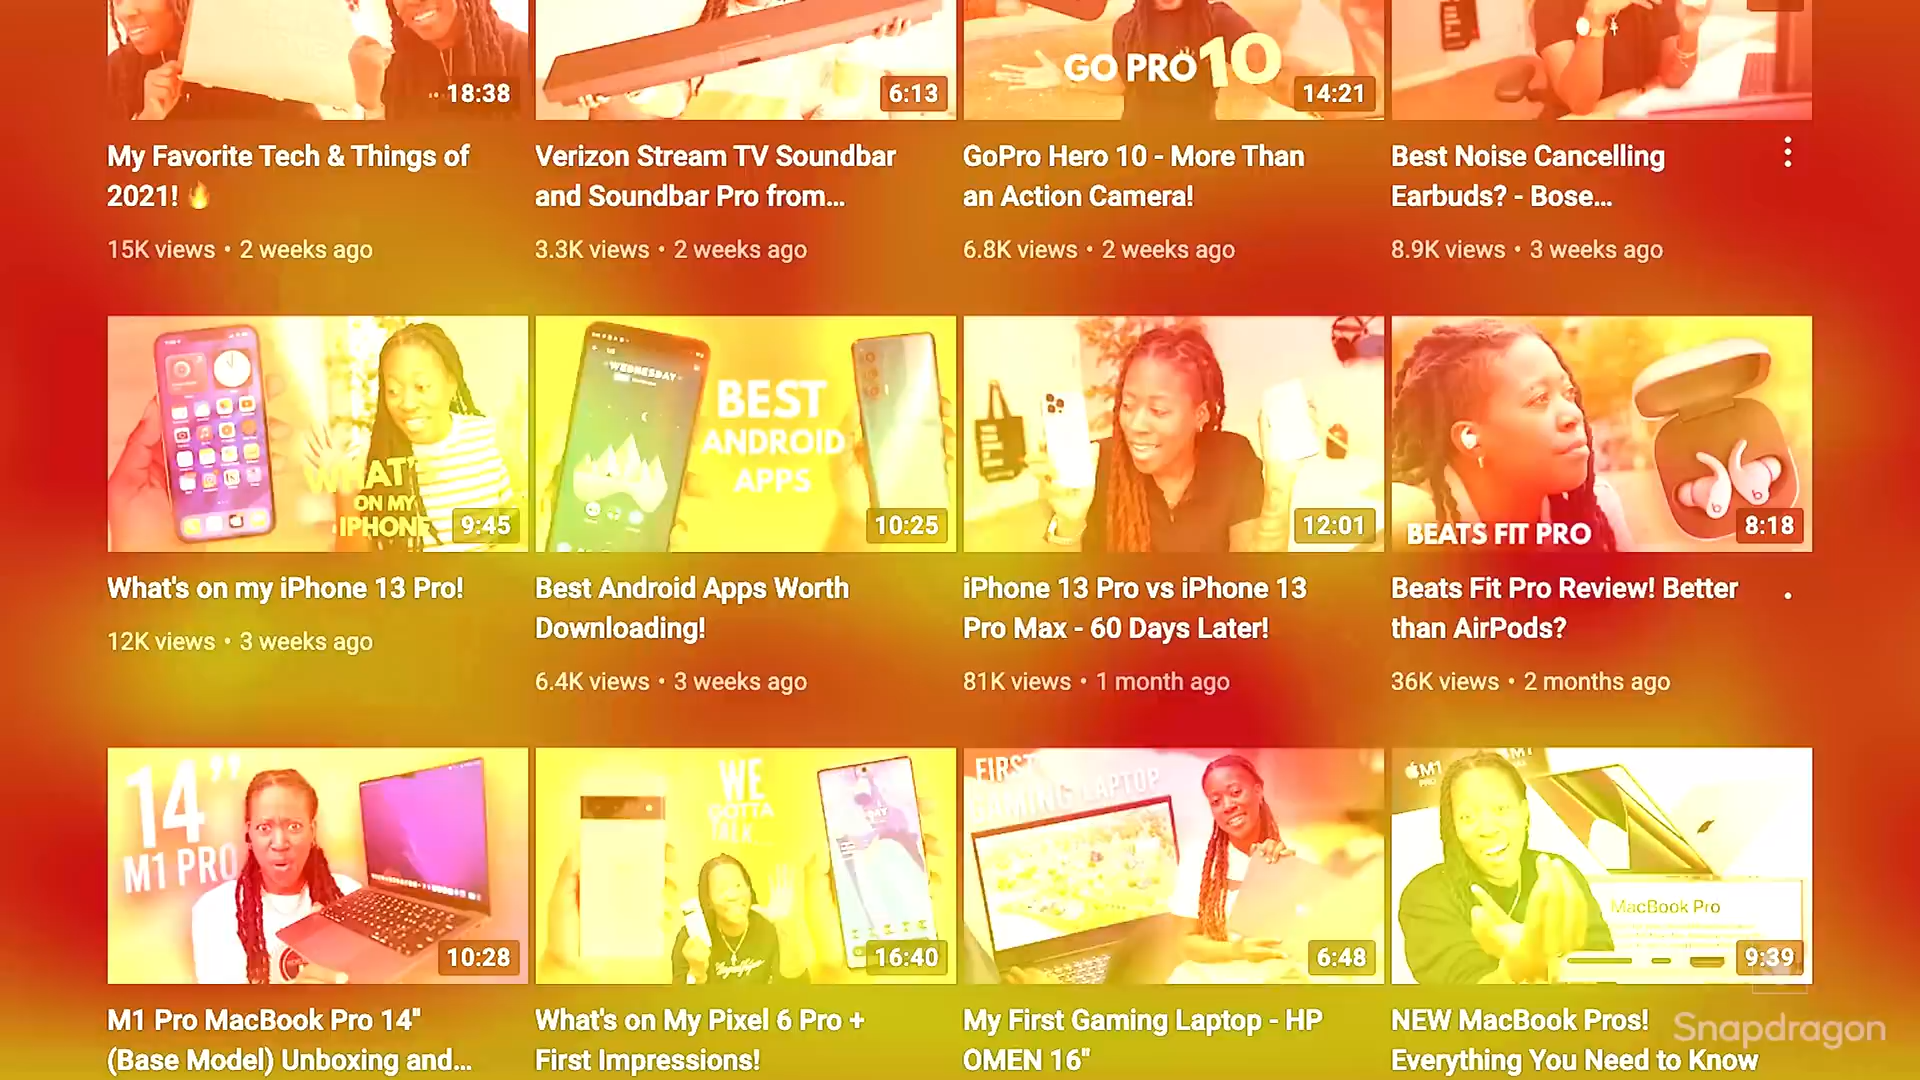 18:38
6:13
GO PRO 10
14:21
My Favorite Tech & Things of
2021! 🔥
15K views • 2 weeks ago
Verizon Stream TV Soundbar
and Soundbar Pro from...
3.3K views • 2 weeks ago
GoPro Hero 10 - More Than
an Action Camera!
6.8K views • 2 weeks ago
Best Noise Cancelling
Earbuds? - Bose...
8.9K views • 3 weeks ago
WHAT'S
ON MY
IPHONE
9:45
WEDNESDAY
BEST
ANDROID
APPS
10:25
12:01
BEATS FIT PRO
8:18
What's on my iPhone 13 Pro!
12K views • 3 weeks ago
Best Android Apps Worth
Downloading!
6.4K views • 3 weeks ago
iPhone 13 Pro vs iPhone 13
Pro Max - 60 Days Later!
81K views • 1 month ago
Beats Fit Pro Review! Better
than AirPods?
36K views • 2 months ago
14"
M1 PRO
10:28
WE
GOTTA
TALK...
16:40
FIRST
GAMING LAPTOP
6:48
M1
PRO
M1
MacBook Pro
9:39
M1 Pro MacBook Pro 14"
(Base Model) Unboxing and...
What's on My Pixel 6 Pro +
First Impressions!
My First Gaming Laptop - HP
OMEN 16"
NEW MacBook Pros!
Everything You Need to Know
Snapdragon